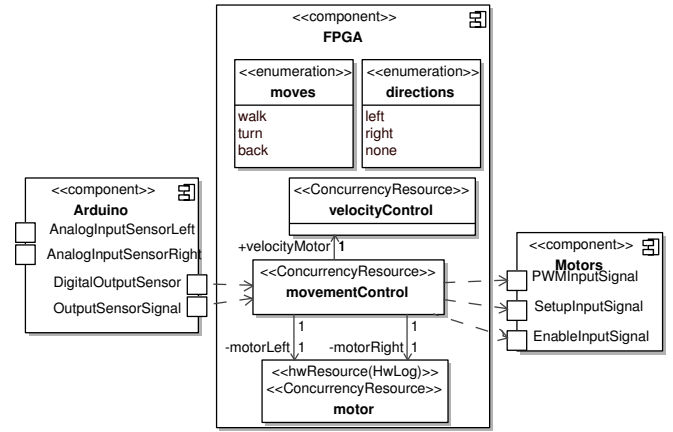 <<component>>
FPGA
<<enumeration>>
moves
walk
turn
back
<<enumeration>>
directions
left
right
none
<<component>>
Arduino
AnalogInputSensorLeft
AnalogInputSensorRight
DigitalOutputSensor
OutputSensorSignal
<<ConcurrencyResource>>
velocityControl
+velocityMotor 1
<<ConcurrencyResource>>
movementControl
1 1
-motorLeft 1 -motorRight 1
<<hwResource(HwLog)>>
<<ConcurrencyResource>>
motor
<<component>>
Motors
PWMInputSignal
SetupInputSignal
EnableInputSignal